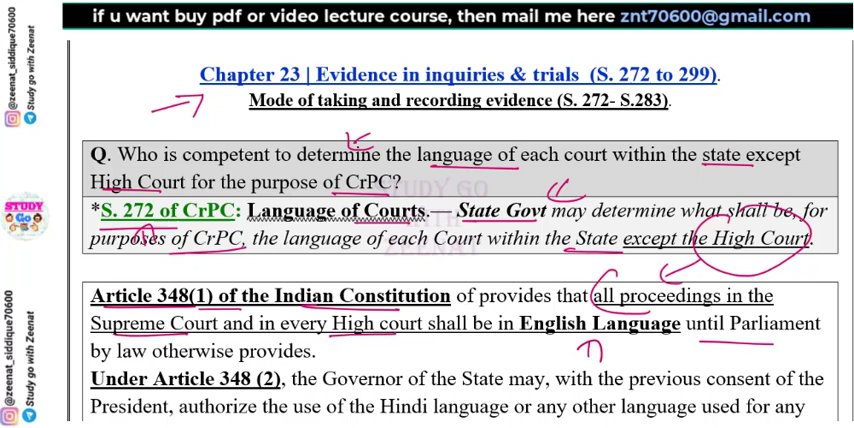 if u want buy pdf or video lecture course, then mail me here znt70600@gmail.com
@zeenat_siddique70600
Study go with Zeenat
Chapter 23 | Evidence in inquiries & trials (S. 272 to 299).
Mode of taking and recording evidence (S. 272- S.283).
Q. Who is competent to determine the language of each court within the state except
High Court for the purpose of CrPC?
*S. 272 of CrPC: Language of Courts.— State Govt may determine what shall be, for
purposes of CrPC, the language of each Court within the State except the High Court.
STUDY GO
WITH
ZEENAT
STUDY
Go
Article 348(1) of the Indian Constitution of provides that all proceedings in the
Supreme Court and in every High court shall be in English Language until Parliament
by law otherwise provides.
Under Article 348 (2), the Governor of the State may, with the previous consent of the
President, authorize the use of the Hindi language or any other language used for any
@zeenat_siddique70600
Study go with Zeenat